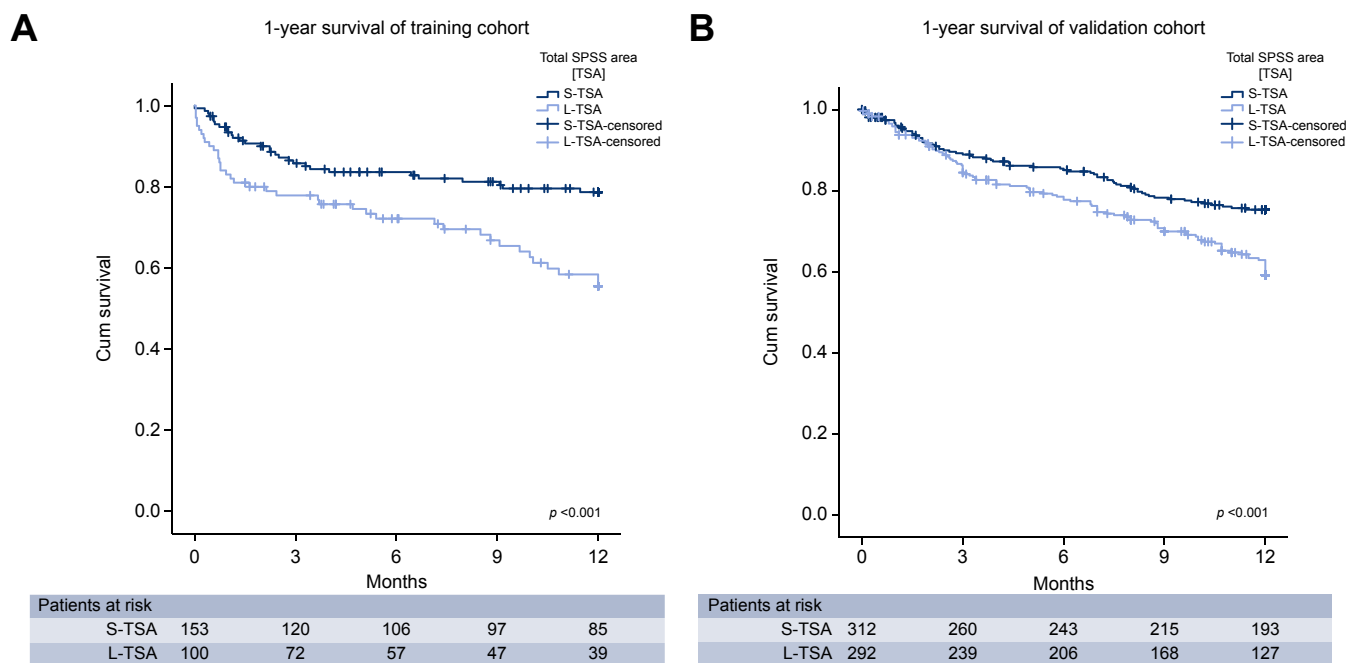 A
1-year survival of training cohort
Total SPSS area
[TSA]
S-TSA
L-TSA
S-TSA-censored
L-TSA-censored
Cum survival
1.0
0.8
0.6
0.4
0.2
0.0
p <0.001
0 3 6 9 12
Months
Patients at risk
S-TSA 153 120 106 97 85
L-TSA 100 72 57 47 39
B
1-year survival of validation cohort
Total SPSS area
[TSA]
S-TSA
L-TSA
S-TSA-censored
L-TSA-censored
Cum survival
1.0
0.8
0.6
0.4
0.2
0.0
p <0.001
0 3 6 9 12
Months
Patients at risk
S-TSA 312 260 243 215 193
L-TSA 292 239 206 168 127